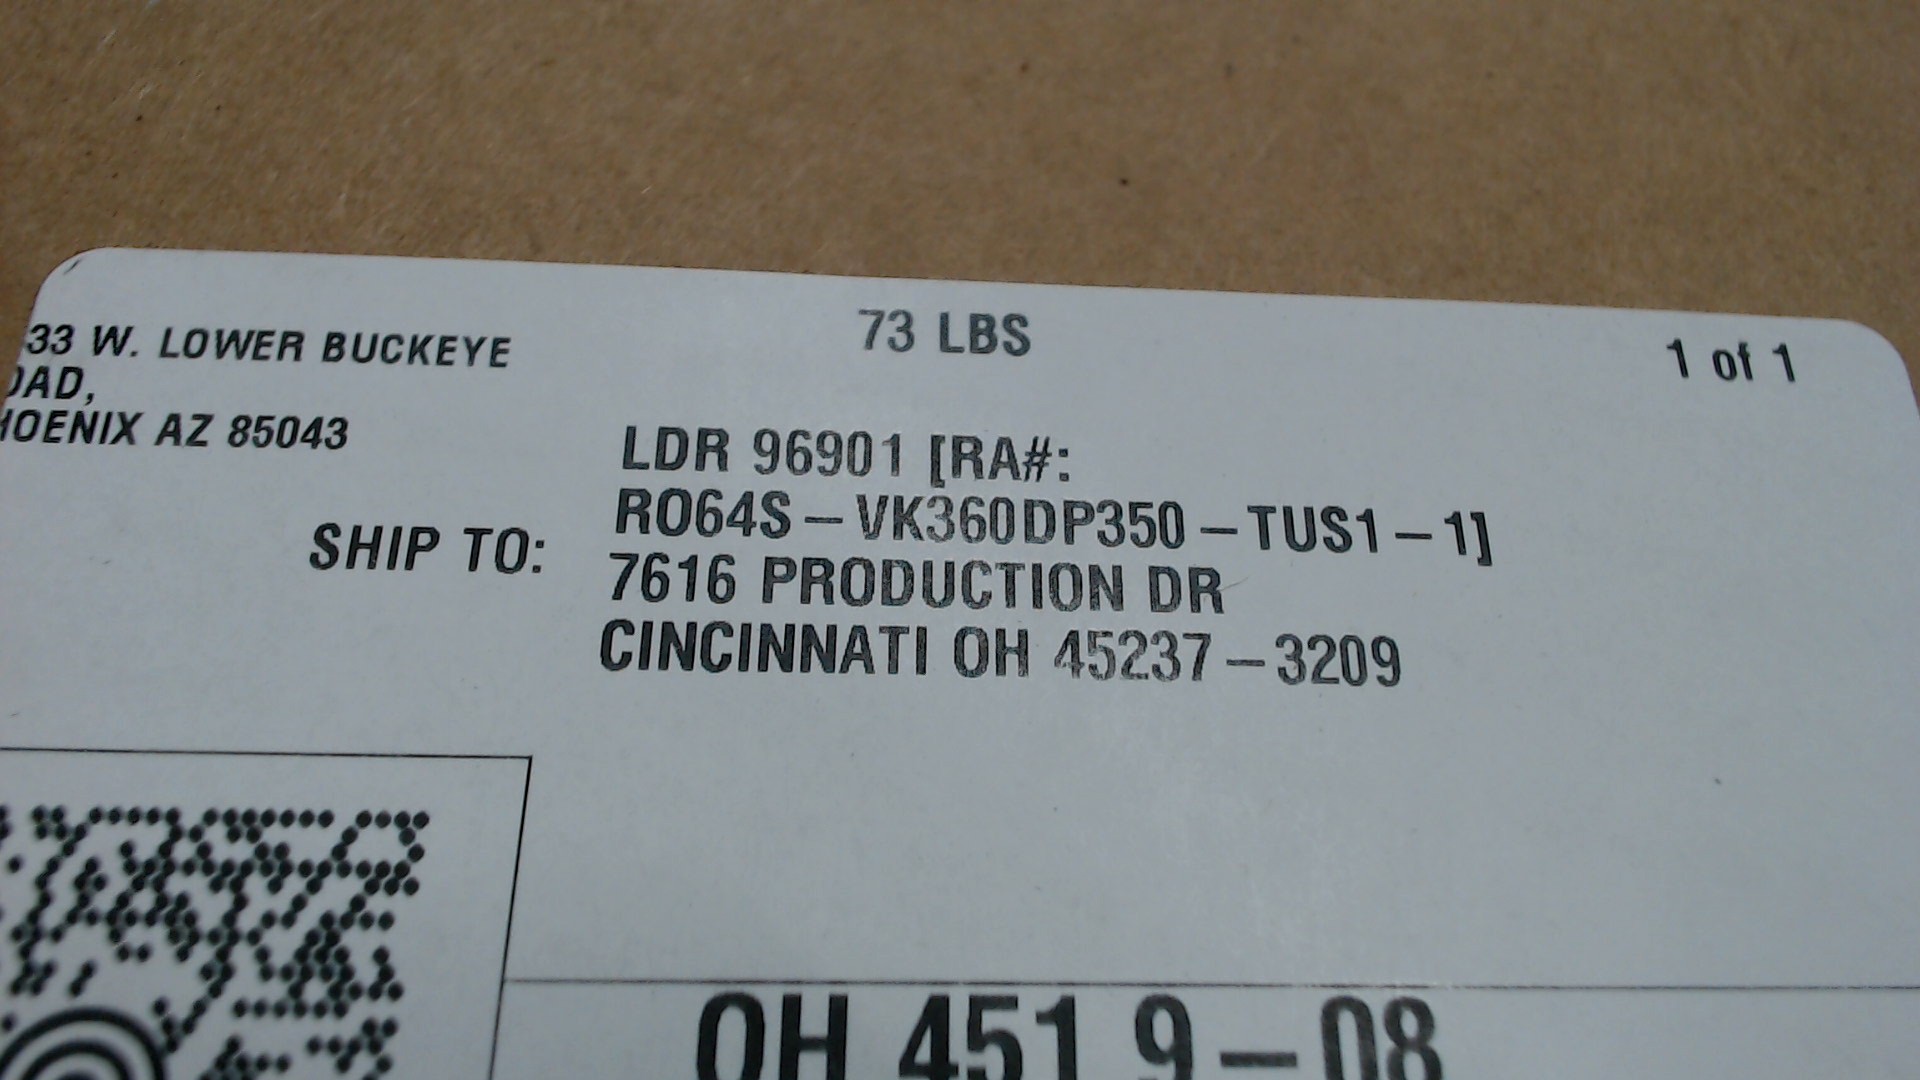 33 W. LOWER BUCKEYE
OAD,
HOENIX AZ 85043
73 LBS
1 of 1
SHIP TO:
LDR 96901 [RA#:
RO64S-VK360DP350-TUS1-1]
7616 PRODUCTION DR
CINCINNATI OH 45237-3209
OH 451 9-08